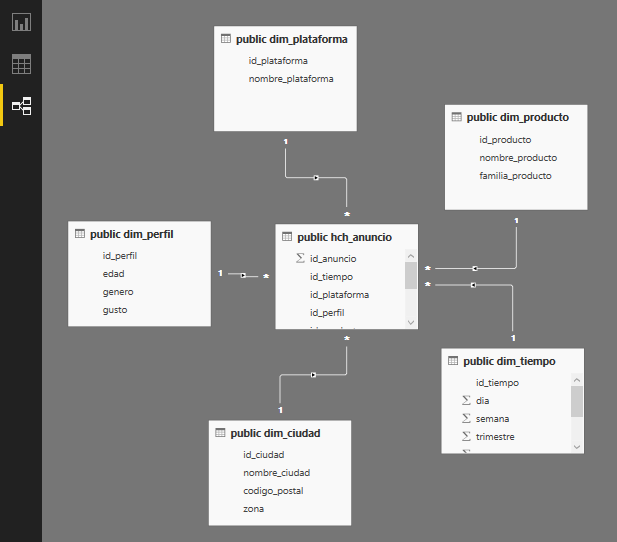 public dim_plataforma
id_plataforma
nombre_plataforma
1
*
public dim_producto
id_producto
nombre_producto
familia_producto
1
*
public dim_perfil
id_perfil
edad
genero
gusto
1
*
public hch_anuncio
Σ id_anuncio
id_tiempo
id_plataforma
id_perfil
*
1
*
1
public dim_tiempo
id_tiempo
Σ dia
Σ semana
Σ trimestre
public dim_ciudad
id_ciudad
nombre_ciudad
codigo_postal
zona